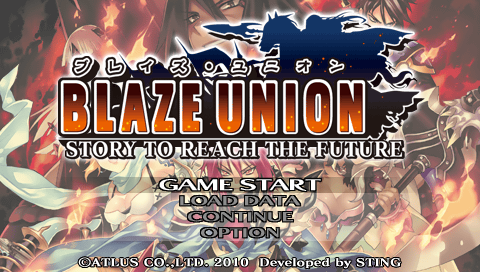 ブレイズ・ユニオン
BLAZE UNION
STORY TO REACH THE FUTURE
GAME START
LOAD DATA
CONTINUE
OPTION
©ATLUS CO.,LTD. 2010 Developed by STING